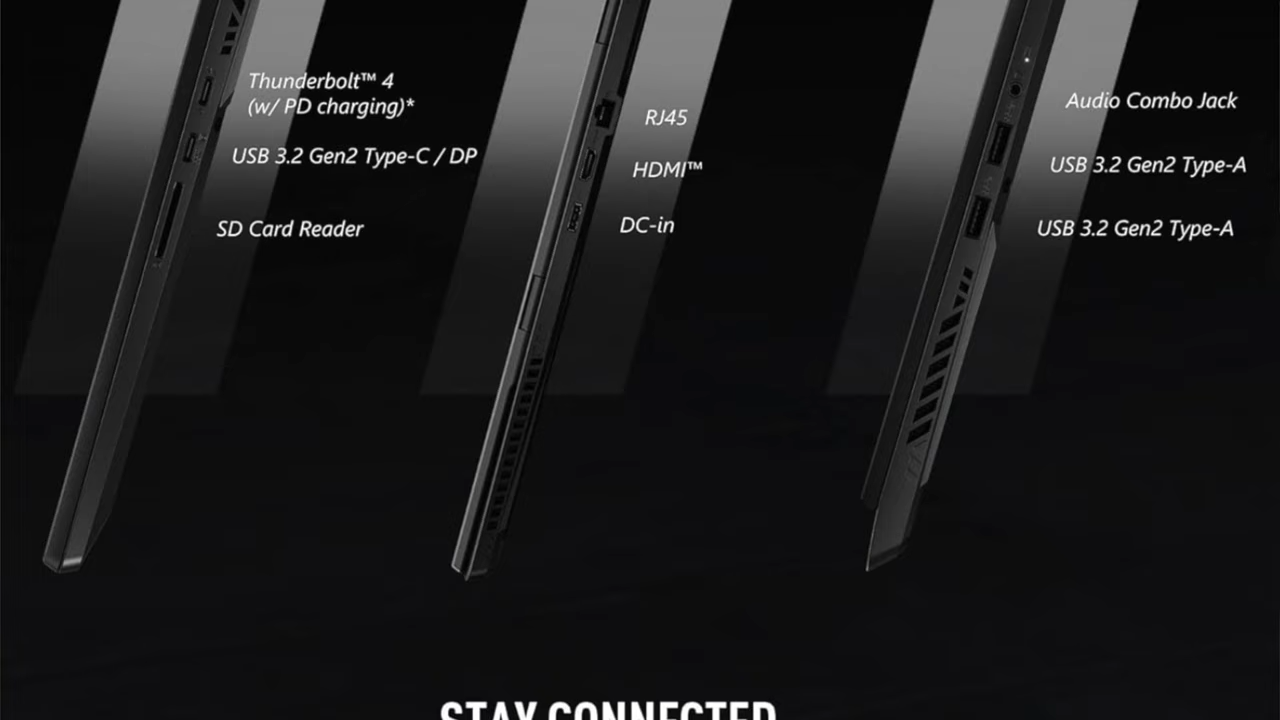 Thunderbolt™ 4
(w/ PD charging)*
USB 3.2 Gen2 Type-C / DP
SD Card Reader
RJ45
HDMI™
DC-in
Audio Combo Jack
USB 3.2 Gen2 Type-A
USB 3.2 Gen2 Type-A
STAY CONNECTED